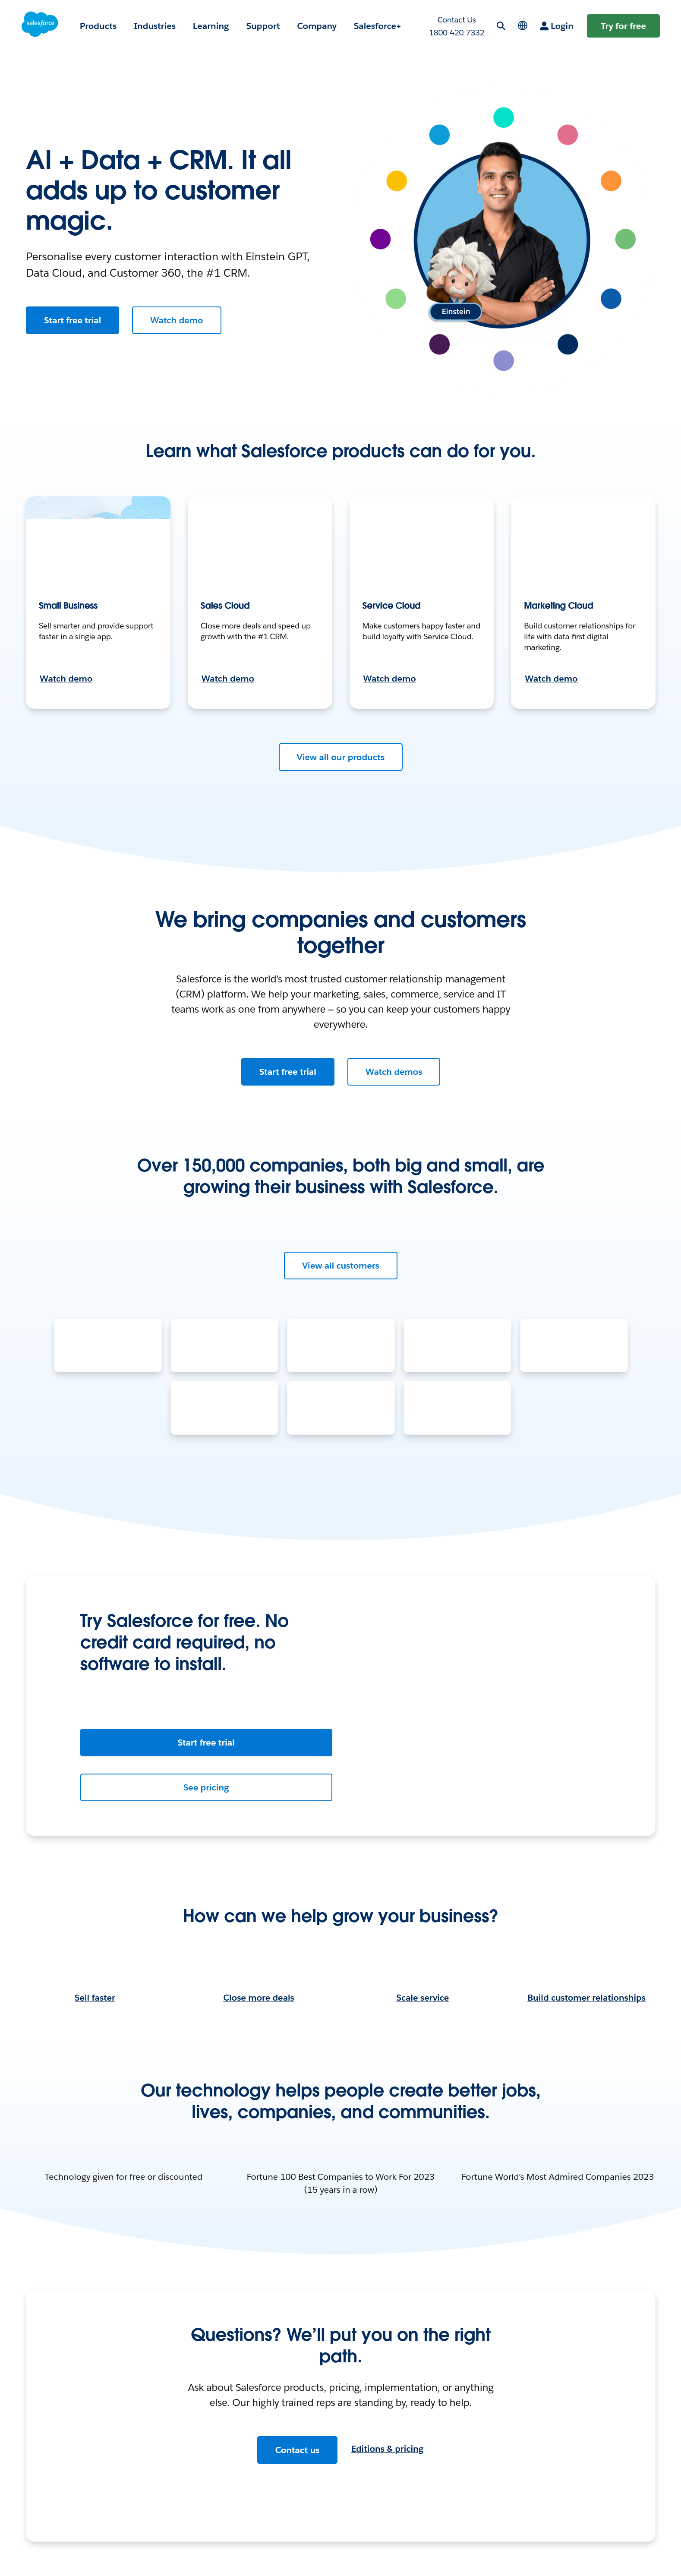 salesforce
Products Industries Learning Support Company Salesforce+
Contact Us
1800-420-7332
Login
Try for free
AI + Data + CRM. It all
adds up to customer
magic.
Personalise every customer interaction with Einstein GPT,
Data Cloud, and Customer 360, the #1 CRM.
Start free trial
Watch demo
Einstein
Learn what Salesforce products can do for you.
Small Business
Sell smarter and provide support
faster in a single app.
Watch demo
Sales Cloud
Close more deals and speed up
growth with the #1 CRM.
Watch demo
Service Cloud
Make customers happy faster and
build loyalty with Service Cloud.
Watch demo
Marketing Cloud
Build customer relationships for
life with data-first digital
marketing.
Watch demo
View all our products
We bring companies and customers
together
Salesforce is the world's most trusted customer relationship management
(CRM) platform. We help your marketing, sales, commerce, service and IT
teams work as one from anywhere – so you can keep your customers happy
everywhere.
Start free trial
Watch demos
Over 150,000 companies, both big and small, are
growing their business with Salesforce.
View all customers
Try Salesforce for free. No
credit card required, no
software to install.
Start free trial
See pricing
How can we help grow your business?
Sell faster
Close more deals
Scale service
Build customer relationships
Our technology helps people create better jobs,
lives, companies, and communities.
Technology given for free or discounted
Fortune 100 Best Companies to Work For 2023
(15 years in a row)
Fortune World's Most Admired Companies 2023
Questions? We'll put you on the right
path.
Ask about Salesforce products, pricing, implementation, or anything
else. Our highly trained reps are standing by, ready to help.
Contact us
Editions & pricing